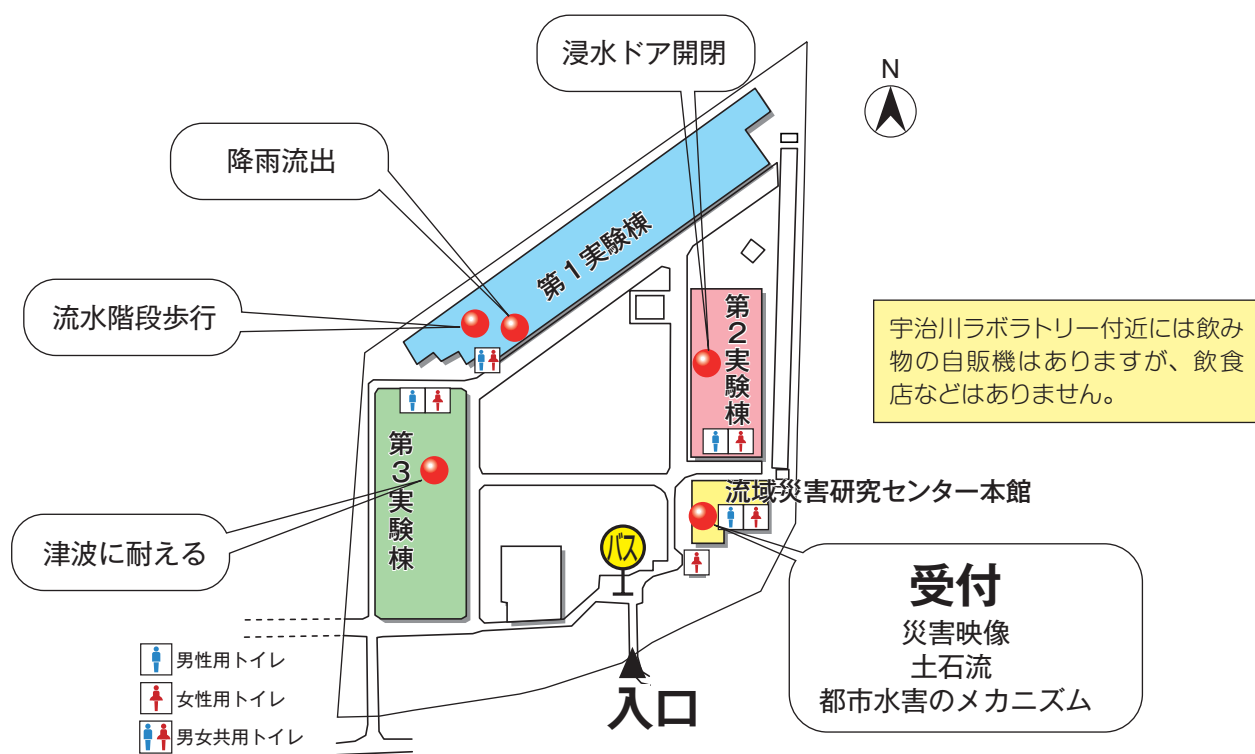 浸水ドア開閉
N
降雨流出
第1実験棟
流水階段歩行
第2実験棟
宇治川ラボラトリー付近には飲み
物の自販機はありますが、飲食
店などはありません。
第3実験棟
流域災害研究センター本館
津波に耐える
バス
受付
災害映像
土石流
都市水害のメカニズム
男性用トイレ
女性用トイレ
男女共用トイレ
入口